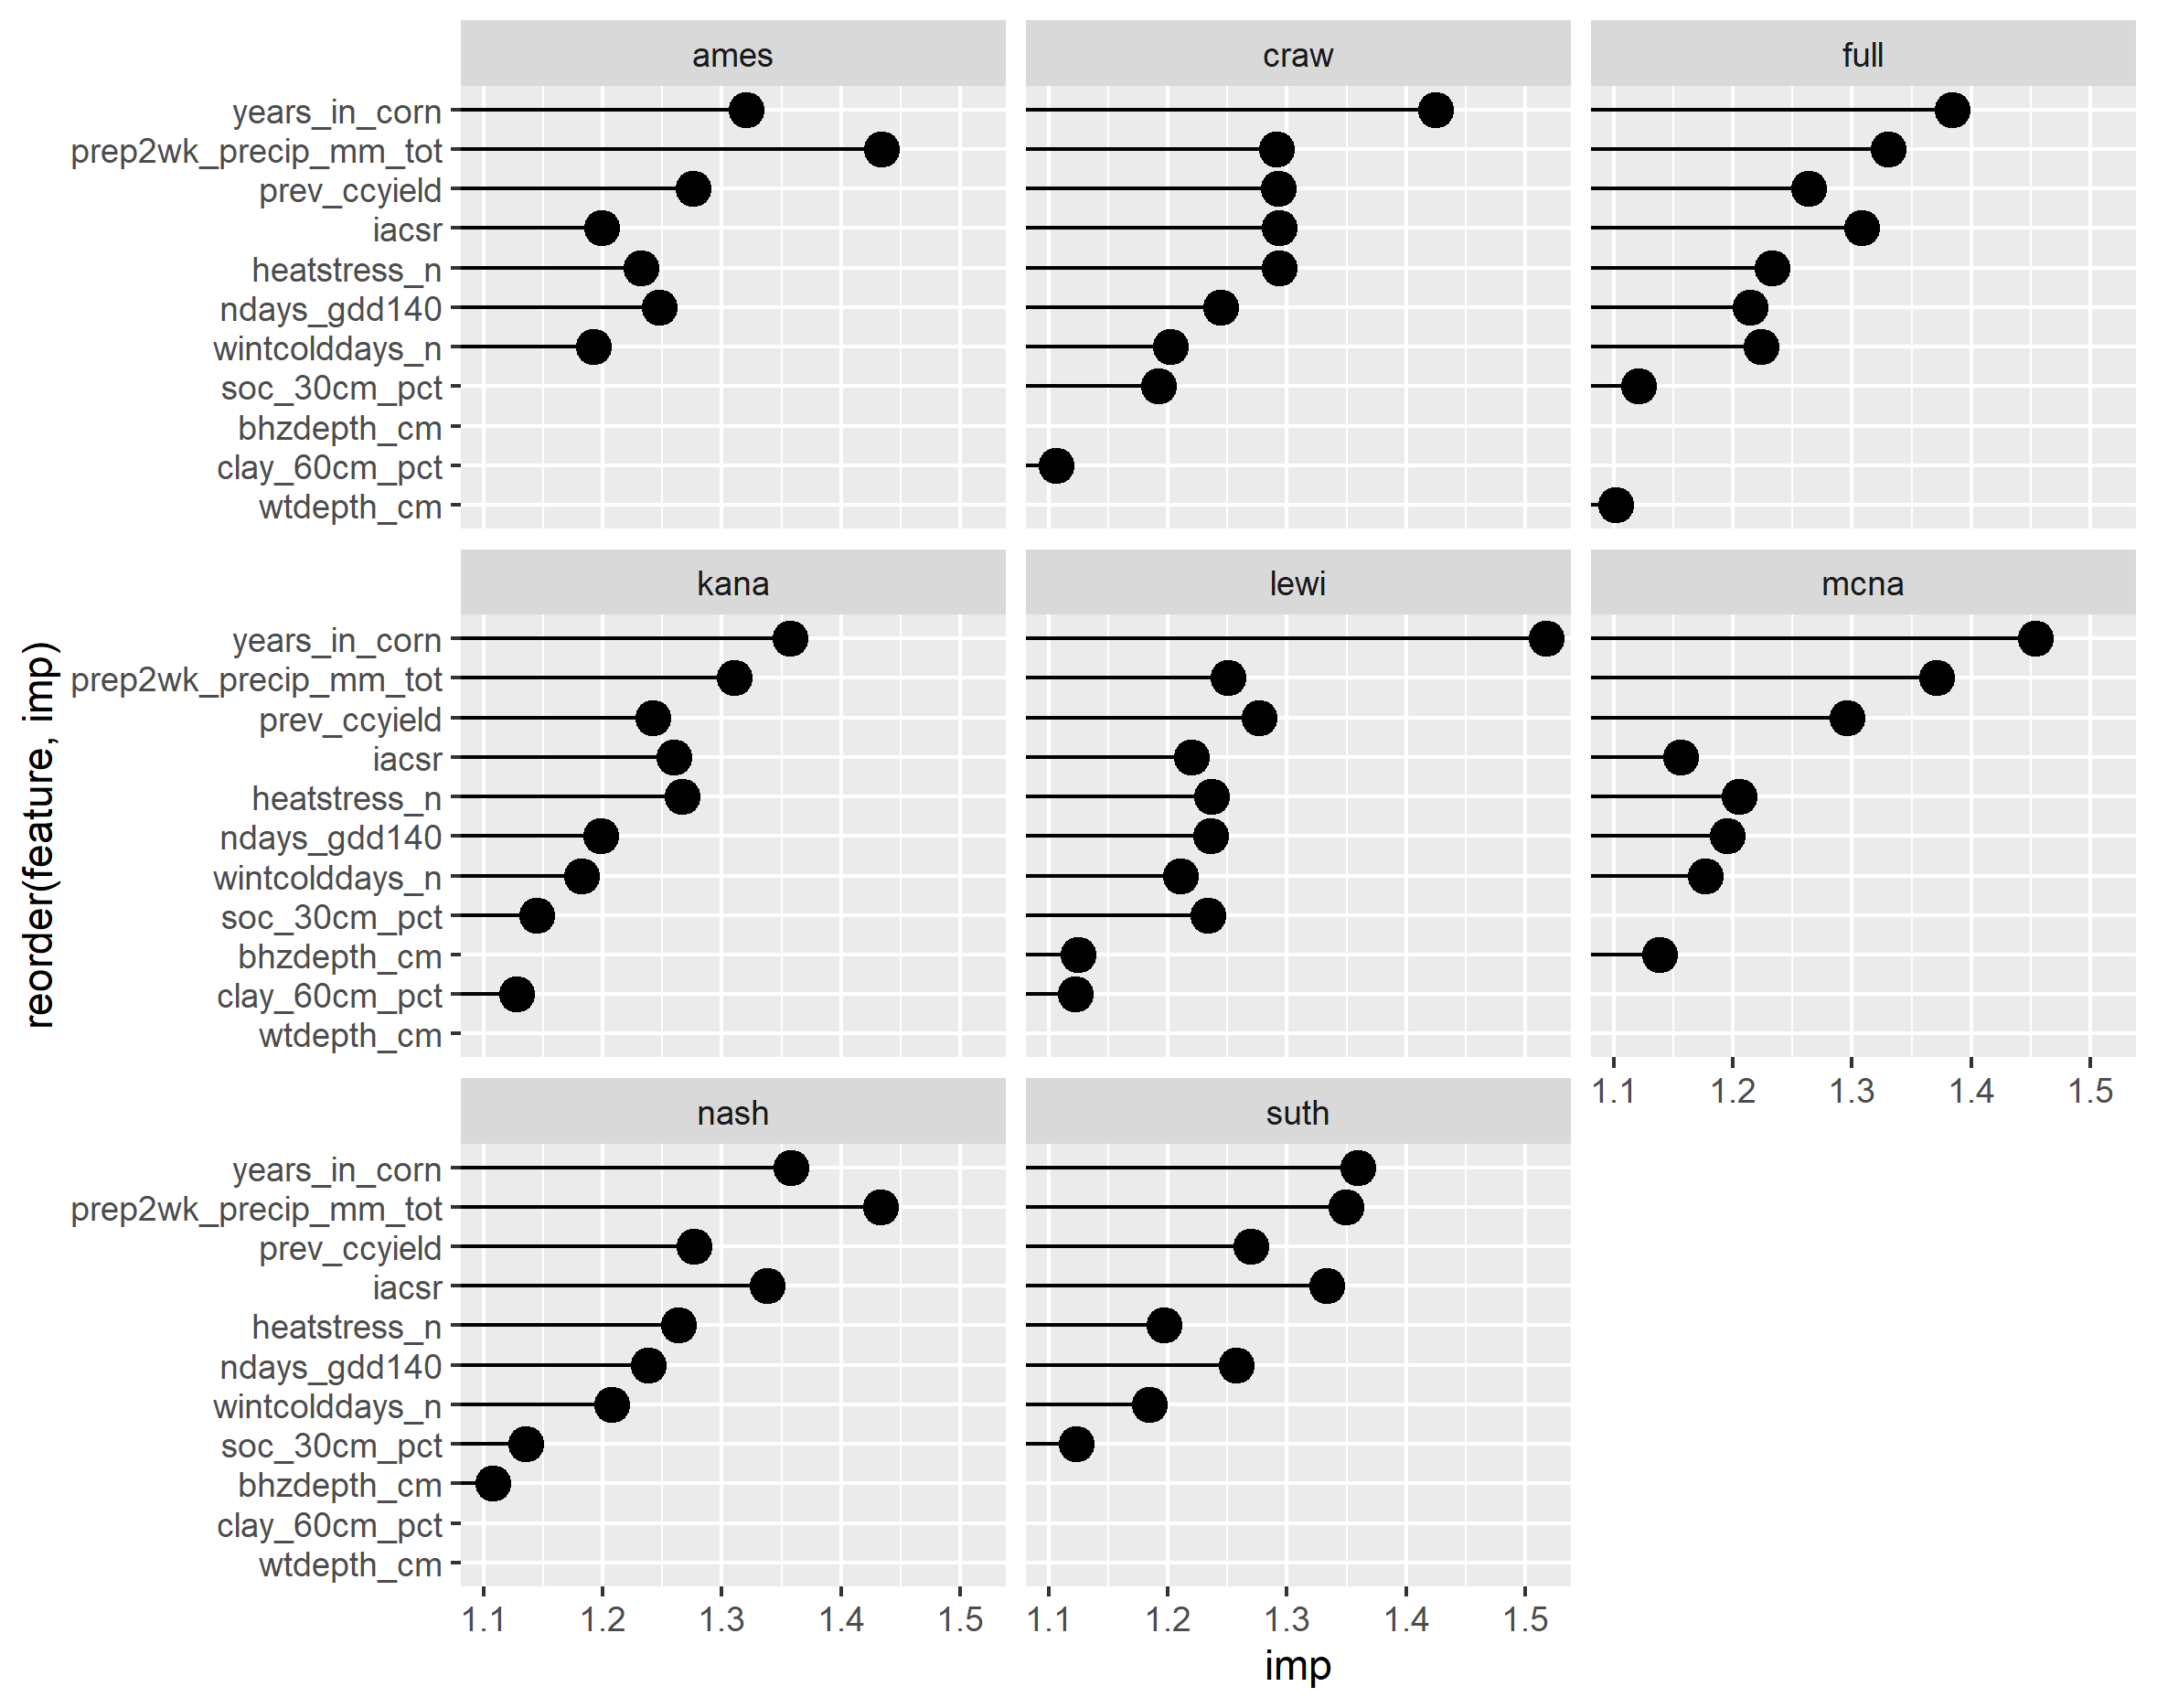 ames craw full
years_in_corn
prep2wk_precip_mm_tot
prev_ccyield
iacsr
heatstress_n
ndays_gdd140
wintcolddays_n
soc_30cm_pct
bhzdepth_cm
clay_60cm_pct
wtdepth_cm
reorder(feature, imp)
kana lewi mcna
years_in_corn
prep2wk_precip_mm_tot
prev_ccyield
iacsr
heatstress_n
ndays_gdd140
wintcolddays_n
soc_30cm_pct
bhzdepth_cm
clay_60cm_pct
wtdepth_cm
1.1 1.2 1.3 1.4 1.5
nash suth
years_in_corn
prep2wk_precip_mm_tot
prev_ccyield
iacsr
heatstress_n
ndays_gdd140
wintcolddays_n
soc_30cm_pct
bhzdepth_cm
clay_60cm_pct
wtdepth_cm
1.1 1.2 1.3 1.4 1.5 1.1 1.2 1.3 1.4 1.5
imp